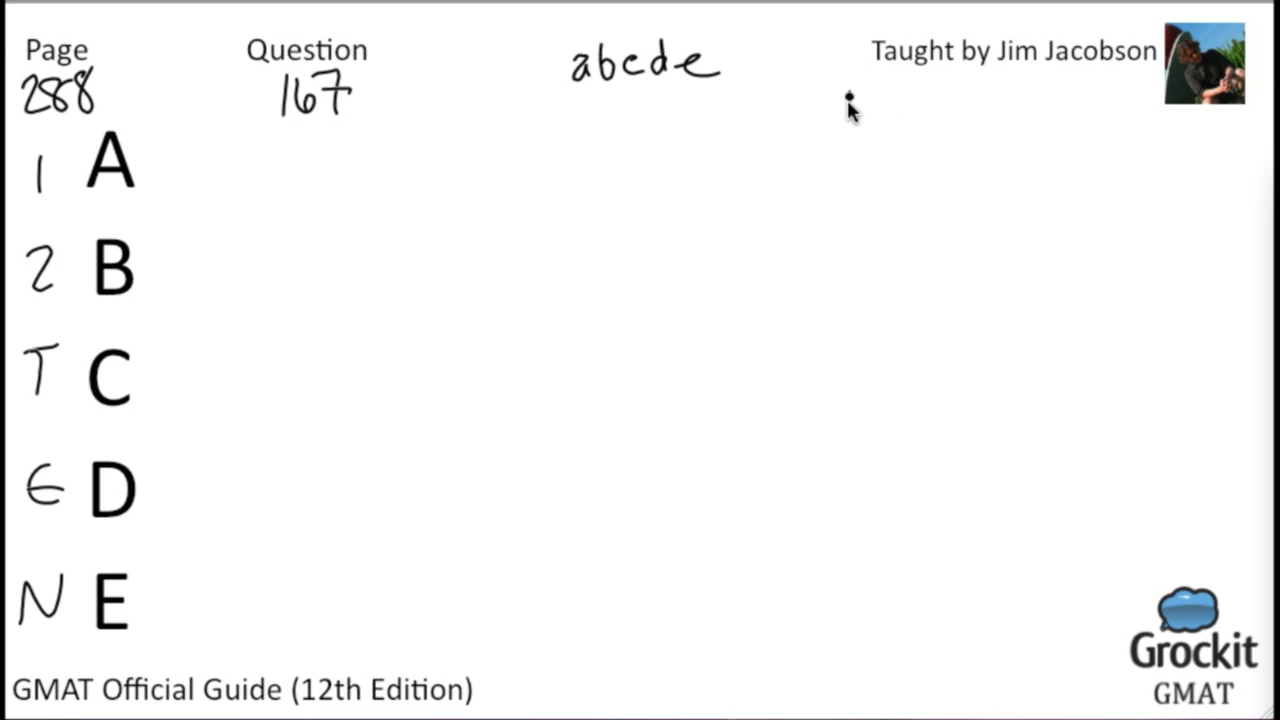 Page Question abcde Taught by Jim Jacobson
288 167
1 A
2 B
T C
E D
N E
Grockit
GMAT
GMAT Official Guide (12th Edition)